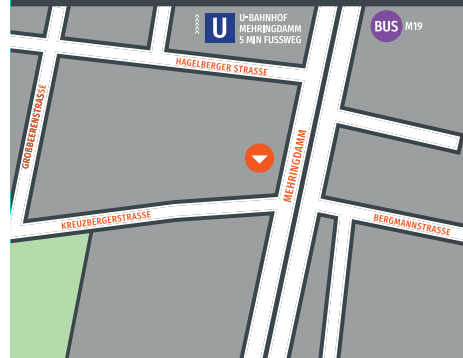 U
U-BAHNHOF
MEHRINGDAMM
5 MIN FUSSWEG
BUS M19
HAGELBERGER STRASSE
GROßBEERENSTRASSE
MEHRINGDAMM
KREUZBERGERSTRASSE
BERGMANNSTRASSE